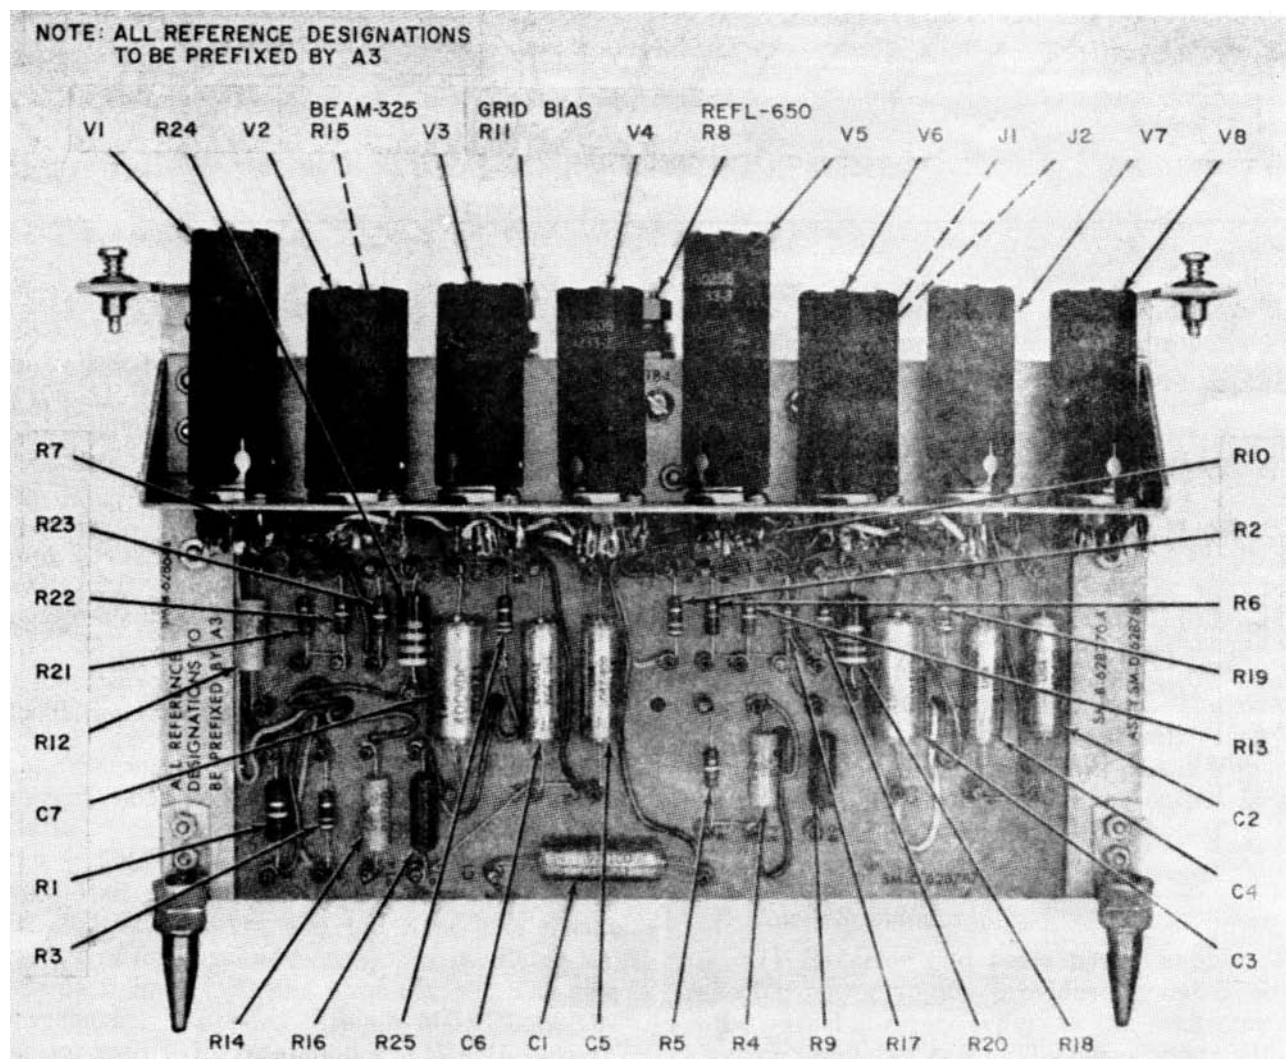 NOTE: ALL REFERENCE DESIGNATIONS
TO BE PREFIXED BY A3
BEAM-325 GRID BIAS REFL-650
V1 R24 V2 R15 V3 R11 V4 R8 V5 V6 J1 J2 V7 V8
TB4
R7
R23
R22
R21
R12
C7
R1
R3
ALL REFERENCE
DESIGNATIONS TO
BE PREFIXED BY A3
R10
R2
R6
R19
R13
C2
C4
C3
R14 R16 R25 C6 C1 C5 R5 R4 R9 R17 R20 R18